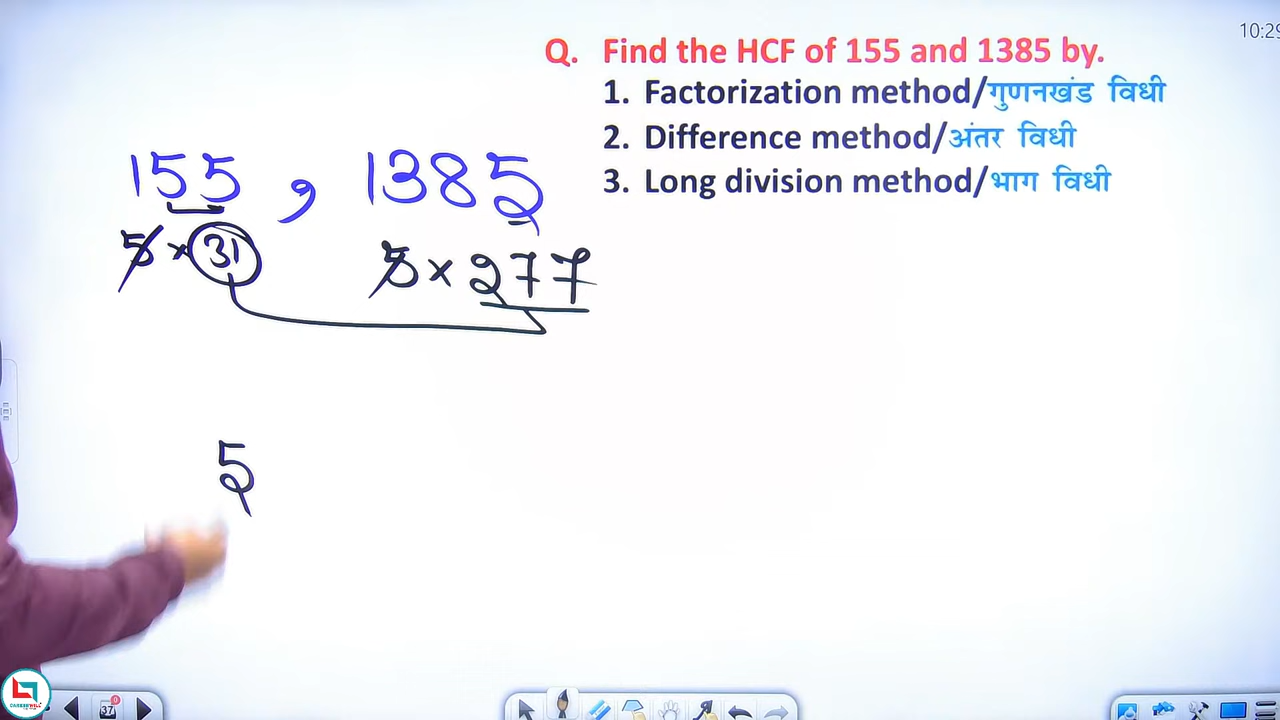 10:29
Q. Find the HCF of 155 and 1385 by.
1. Factorization method/गुणनखंड विधी
2. Difference method/अंतर विधी
3. Long division method/भाग विधी
155 , 1385
5 × 31 5 × 277
5
37
CAREERWILL